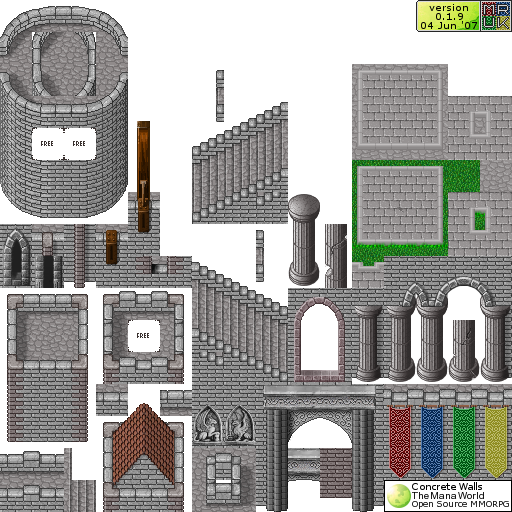 version
0.1.9
04 Jun '07
FREE FREE
FREE
Concrete Walls
The Mana World
Open Source MMORPG